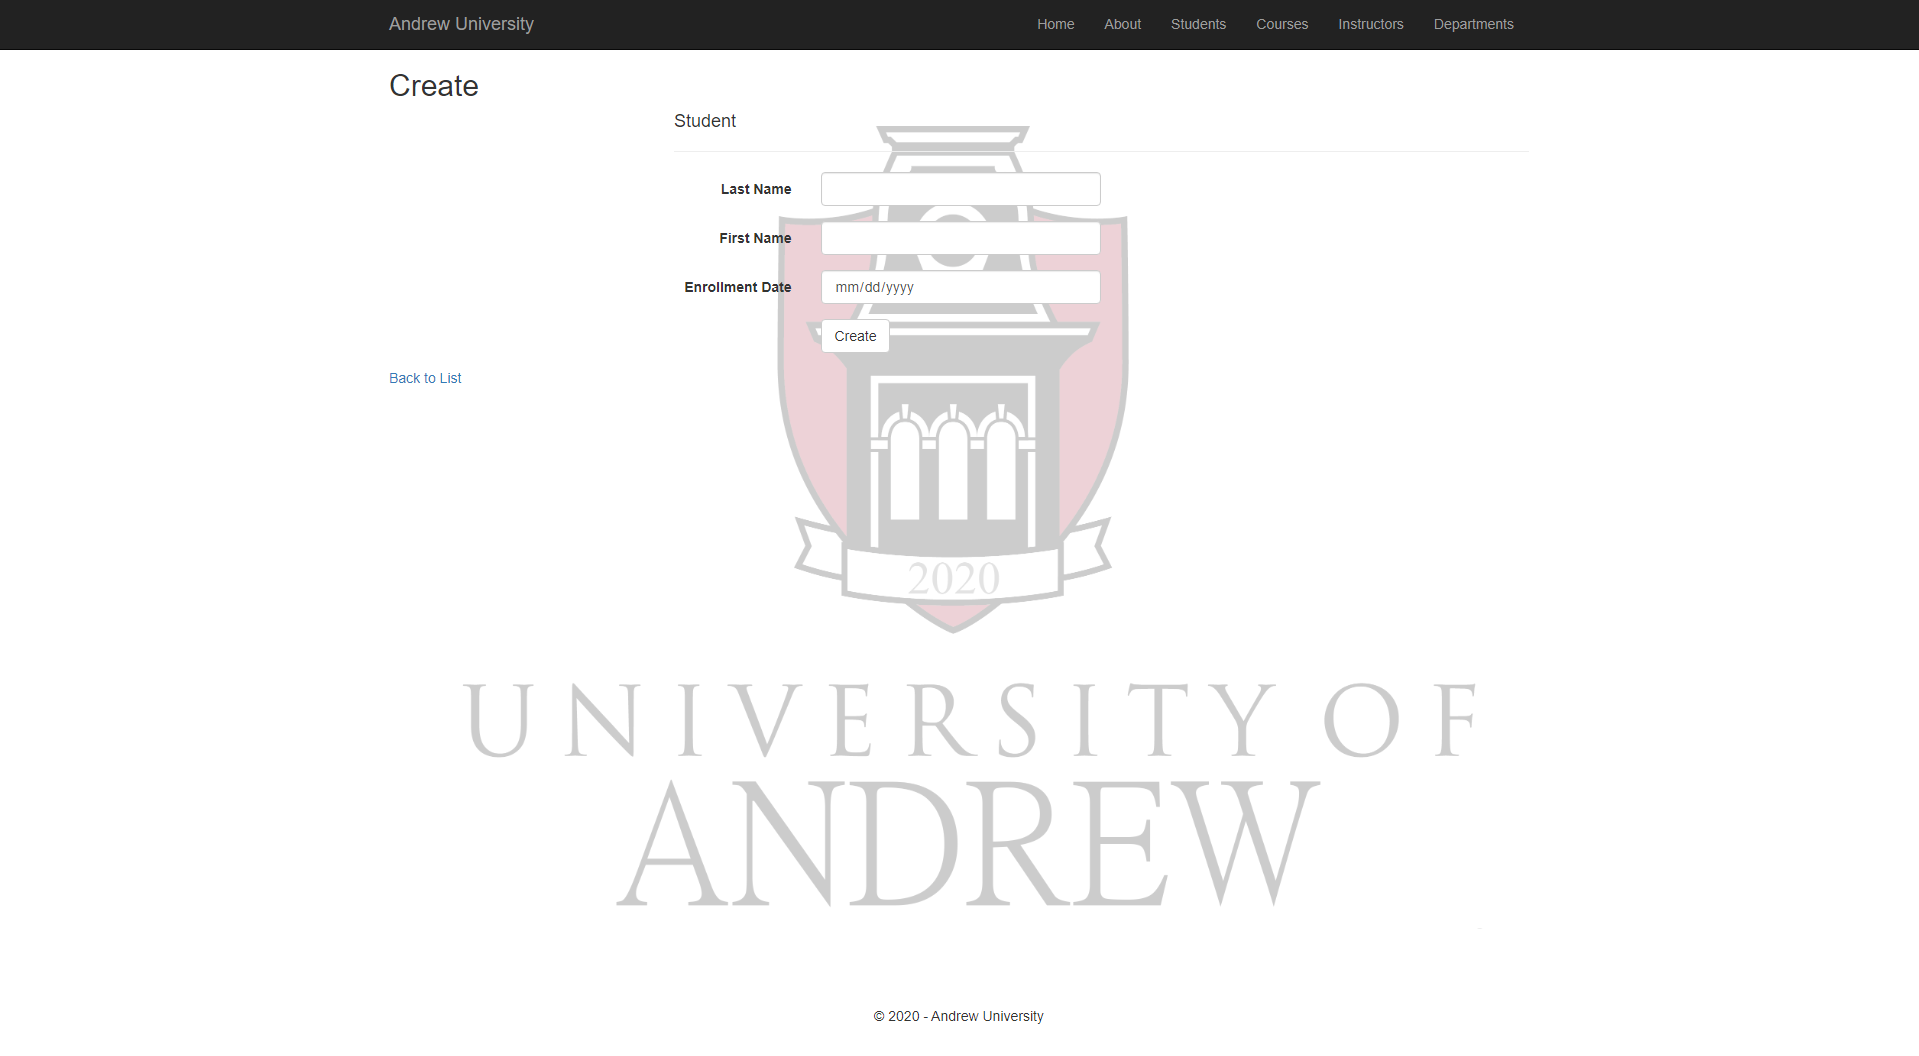 Andrew University Home About Students Courses Instructors Departments
Create
Student
Last Name
First Name
Enrollment Date mm/dd/yyyy
Create
Back to List
2020
UNIVERSITY OF
ANDREW
© 2020 - Andrew University